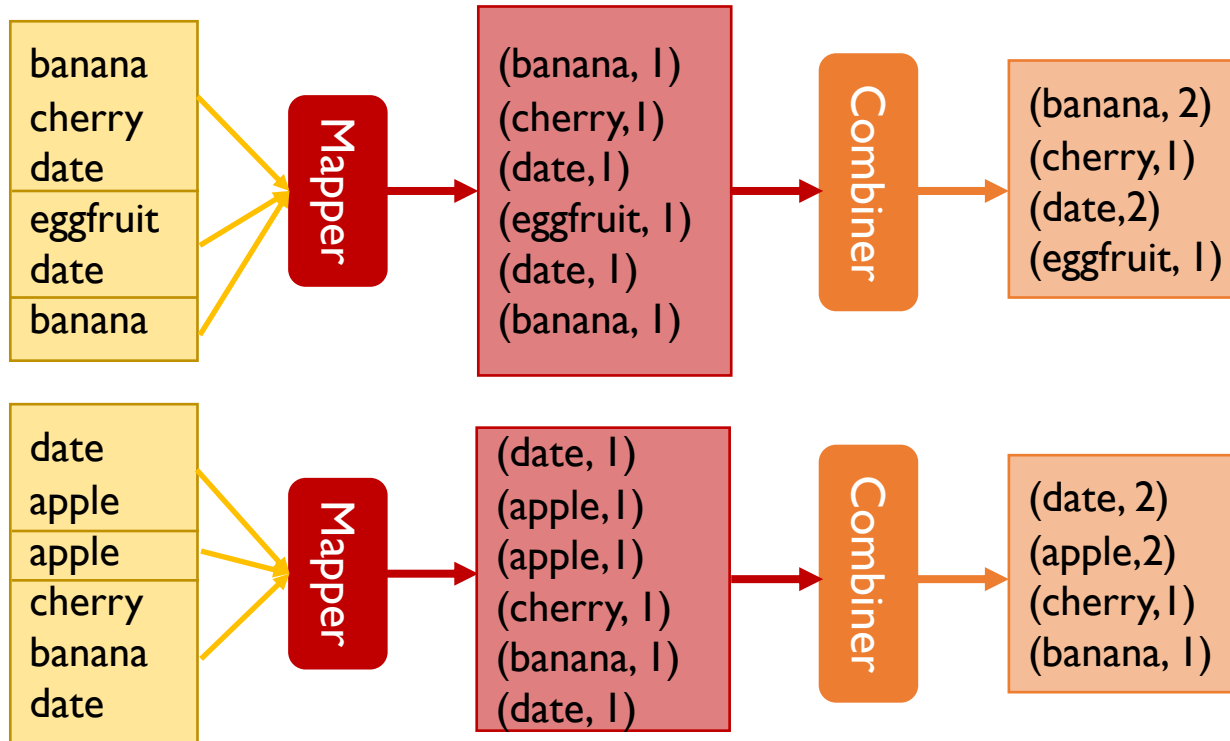 banana
cherry
date
eggfruit
date
banana
Mapper
(banana, 1)
(cherry,1)
(date,1)
(eggfruit, 1)
(date, 1)
(banana, 1)
Combiner
(banana, 2)
(cherry,1)
(date,2)
(eggfruit, 1)
date
apple
apple
cherry
banana
date
Mapper
(date, 1)
(apple,1)
(apple,1)
(cherry, 1)
(banana, 1)
(date, 1)
Combiner
(date, 2)
(apple,2)
(cherry,1)
(banana, 1)